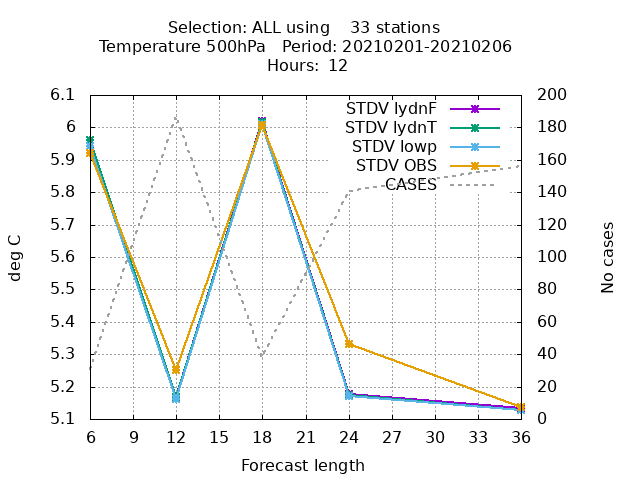 Selection: ALL using 33 stations
Temperature 500hPa Period: 20210201-20210206
Hours: 12
6.1
6
5.9
5.8
5.7
5.6
5.5
5.4
5.3
5.2
5.1
deg C
STDV lydnF
STDV lydnT
STDV lowp
STDV OBS
CASES
200
180
160
140
120
100
80
60
40
20
0
No cases
6 9 12 15 18 21 24 27 30 33 36
Forecast length